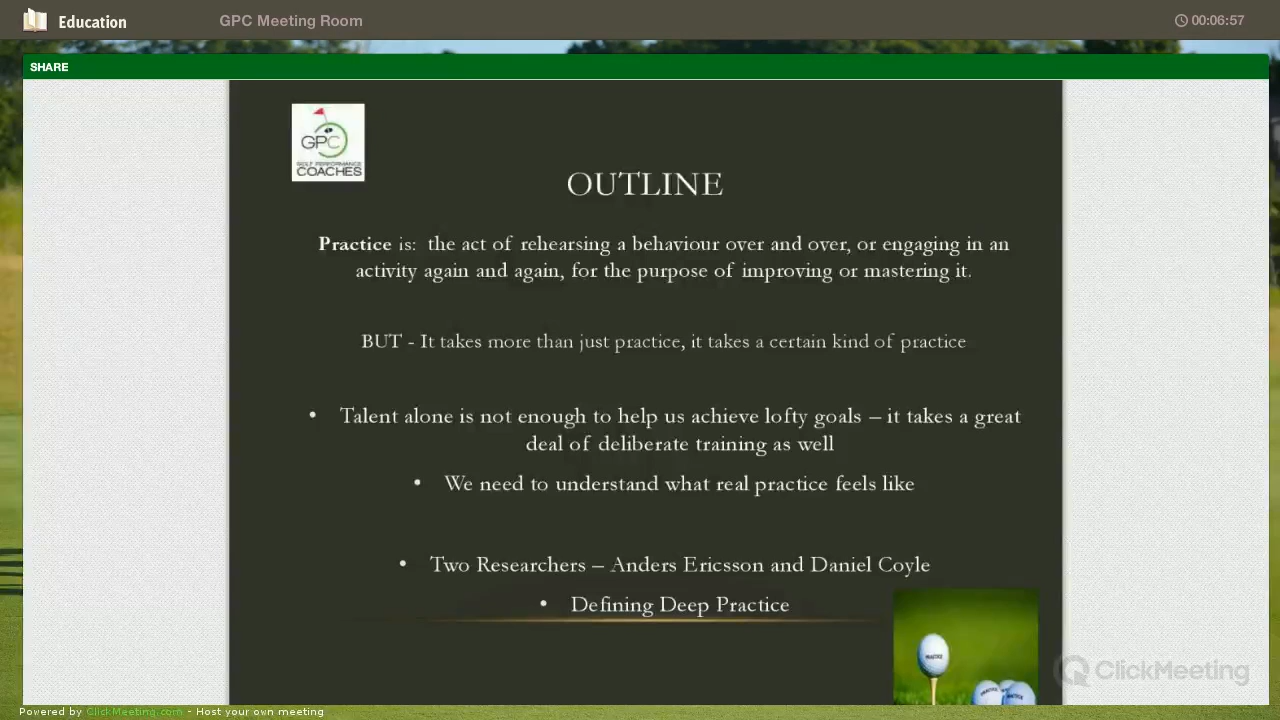 Education
GPC Meeting Room
00:06:57
SHARE
GPC
GOLF PERFORMANCE
COACHES
OUTLINE
Practice is: the act of rehearsing a behaviour over and over, or engaging in an
activity again and again, for the purpose of improving or mastering it.
BUT - It takes more than just practice, it takes a certain kind of practice
• Talent alone is not enough to help us achieve lofty goals – it takes a great
deal of deliberate training as well
• We need to understand what real practice feels like
• Two Researchers – Anders Ericsson and Daniel Coyle
• Defining Deep Practice
PRACTICE
PRACTICE
PRACTICE
ClickMeeting
Powered by ClickMeeting.com - Host your own meeting